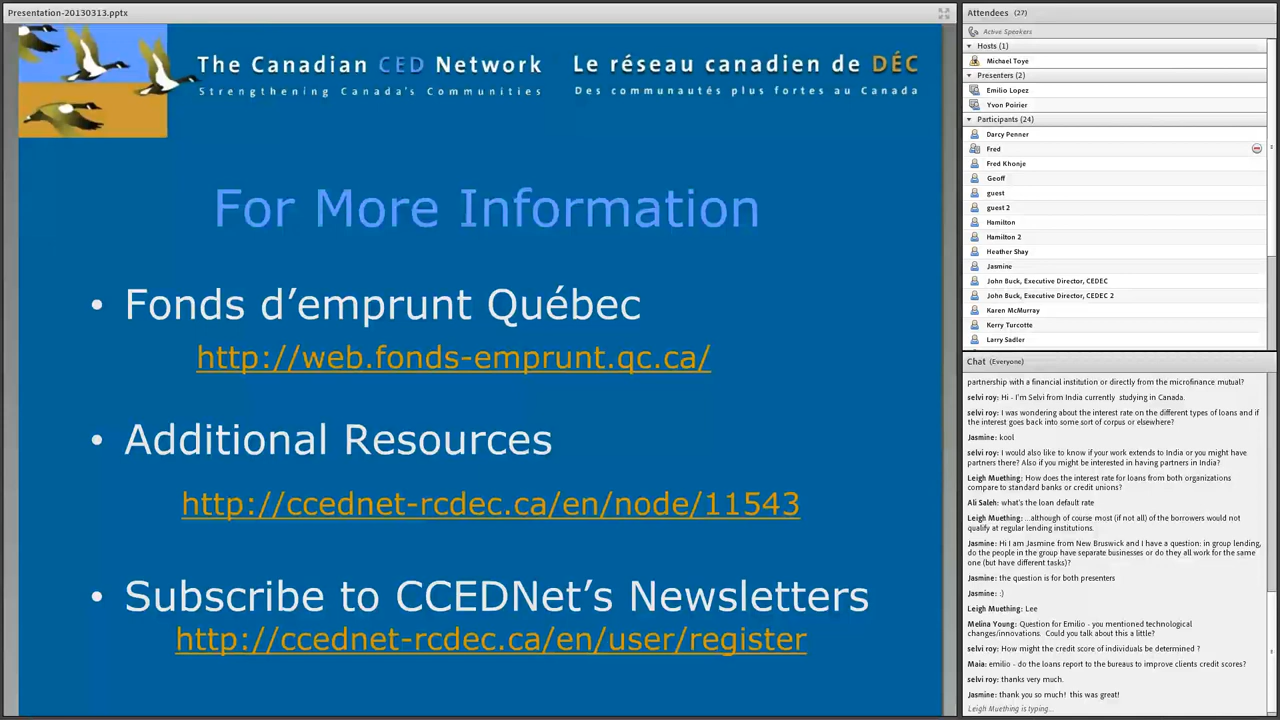 Presentation-20130313.pptx
The Canadian CED Network
Strengthening Canada's Communities
Le réseau canadien de DÉC
Des communautés plus fortes au Canada
For More Information
• Fonds d’emprunt Québec
http://web.fonds-emprunt.qc.ca/
• Additional Resources
http://ccednet-rcdec.ca/en/node/11543
• Subscribe to CCEDNet’s Newsletters
http://ccednet-rcdec.ca/en/user/register
Attendees (27)
Active Speakers
Hosts (1)
Michael Toye
Presenters (2)
Emilio Lopez
Yvon Poirier
Participants (24)
Darcy Penner
Fred
Fred Khonje
Geoff
guest
guest 2
Hamilton
Hamilton 2
Heather Shay
Jasmine
John Buck, Executive Director, CEDEC
John Buck, Executive Director, CEDEC 2
Karen McMurray
Kerry Turcotte
Larry Sadler
Chat (Everyone)
partnership with a financial institution or directly from the microfinance mutual?
selvi roy: Hi - I'm Selvi from India currently studying in Canada.
selvi roy: I was wondering about the interest rate on the different types of loans and if
the interest goes back into some sort of corpus or elsewhere?
Jasmine: kool
selvi roy: I would also like to know if your work extends to India or you might have
partners there? Also if you might be interested in having partners in India?
Leigh Muething: How does the interest rate for loans from both organizations
compare to standard banks or credit unions?
Ali Saleh: what's the loan default rate
Leigh Muething: ...although of course most (if not all) of the borrowers would not
qualify at regular lending institutions.
Jasmine: Hi I am Jasmine from New Bruswick and I have a question: in group lending,
do the people in the group have separate businesses or do they all work for the same
one (but have different tasks)?
Jasmine: the question is for both presenters
Jasmine: :)
Leigh Muething: Lee
Melina Young: Question for Emilio - you mentioned technological
changes/innovations. Could you talk about this a little?
selvi roy: How might the credit score of individuals be determined ?
Maia: emilio - do the loans report to the bureaus to improve clients credit scores?
selvi roy: thanks very much.
Jasmine: thank you so much! this was great!
Leigh Muething is typing...